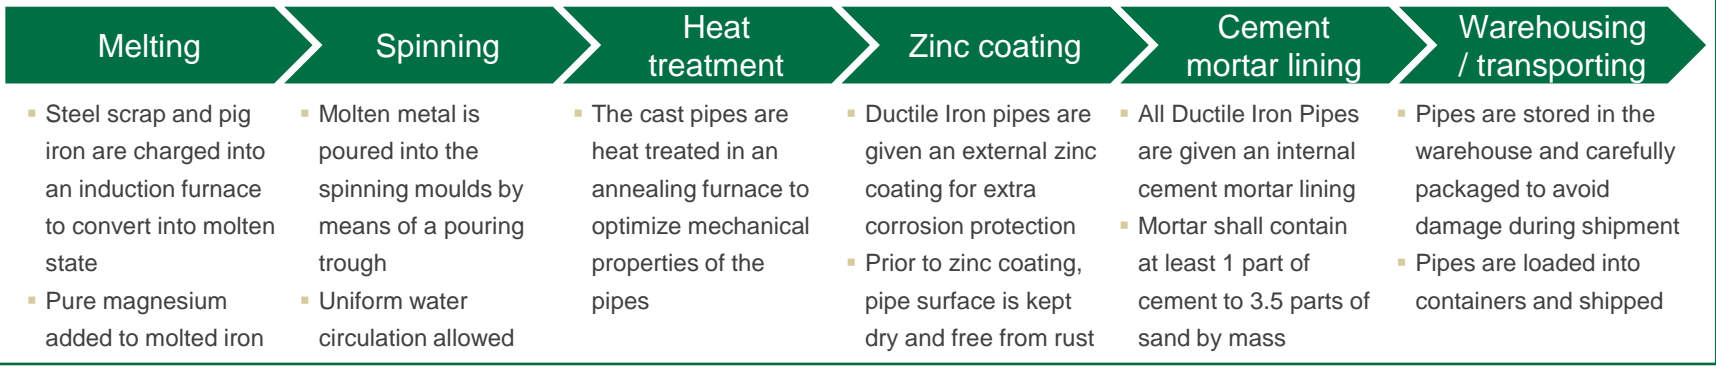 Melting
Spinning
Heat
treatment
Zinc coating
Cement
mortar lining
Warehousing
/ transporting
▪ Steel scrap and pig
iron are charged into
an induction furnace
to convert into molten
state
▪ Pure magnesium
added to molted iron
▪ Molten metal is
poured into the
spinning moulds by
means of a pouring
trough
▪ Uniform water
circulation allowed
▪ The cast pipes are
heat treated in an
annealing furnace to
optimize mechanical
properties of the
pipes
▪ Ductile Iron pipes are
given an external zinc
coating for extra
corrosion protection
▪ Prior to zinc coating,
pipe surface is kept
dry and free from rust
▪ All Ductile Iron Pipes
are given an internal
cement mortar lining
▪ Mortar shall contain
at least 1 part of
cement to 3.5 parts of
sand by mass
▪ Pipes are stored in the
warehouse and carefully
packaged to avoid
damage during shipment
▪ Pipes are loaded into
containers and shipped